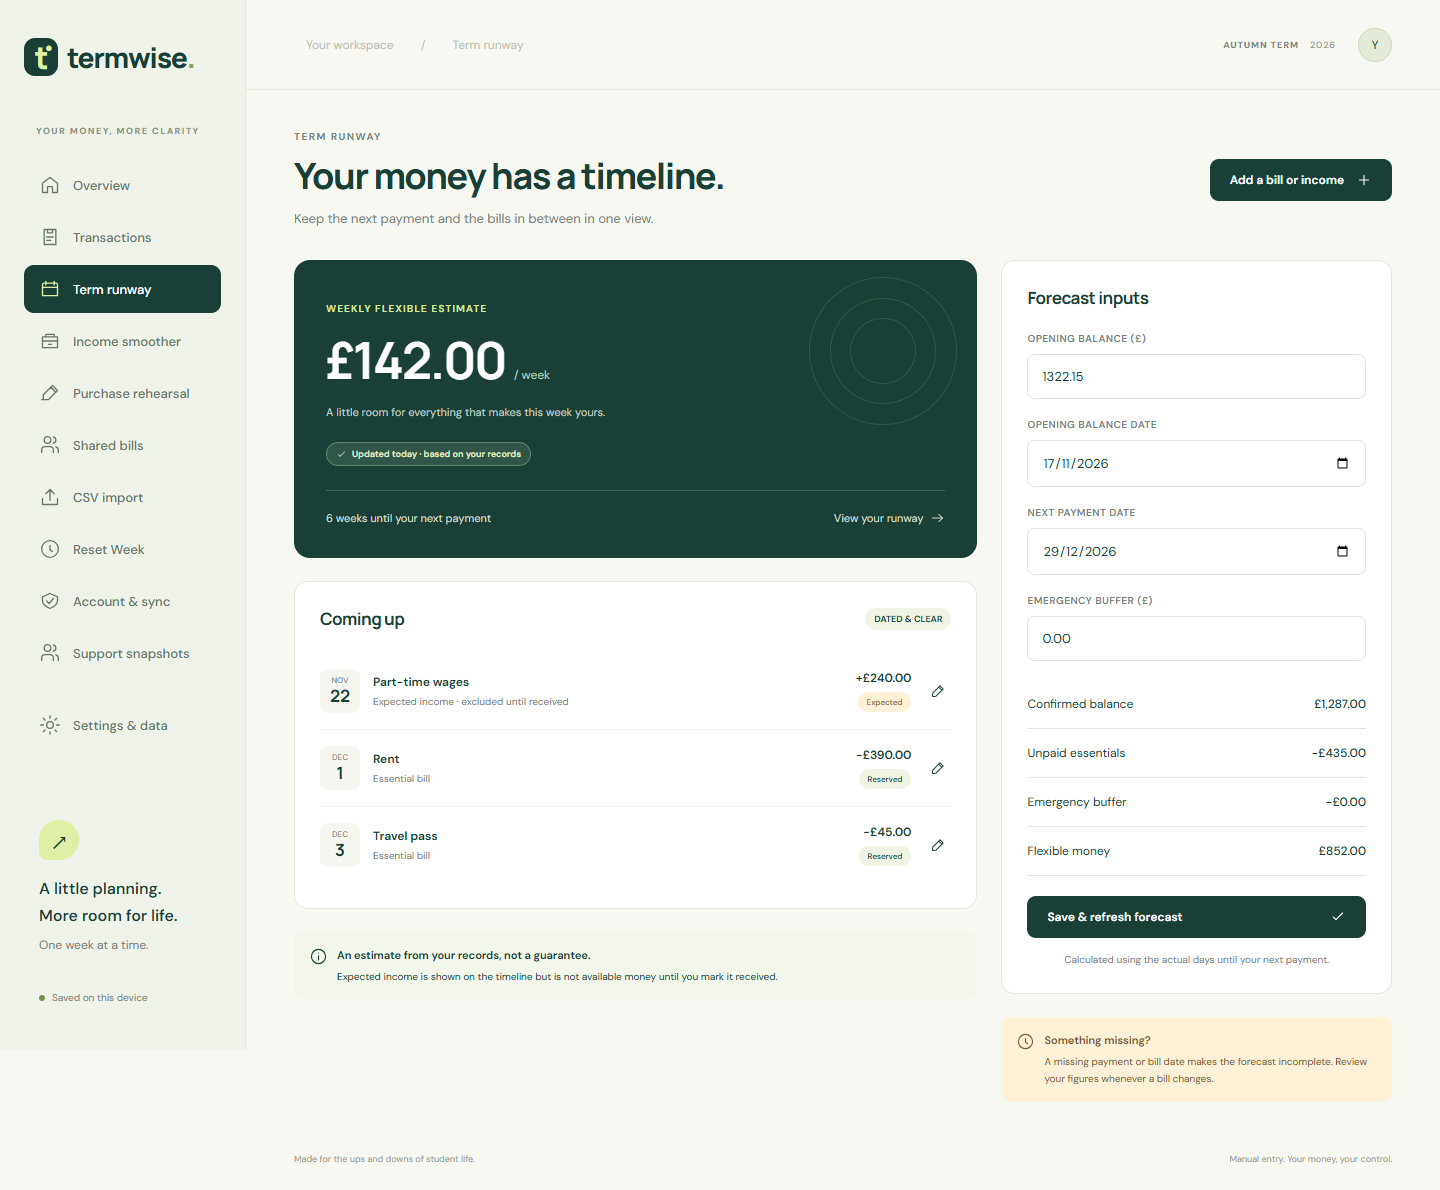 termwise.
YOUR MONEY, MORE CLARITY
Overview
Transactions
Term runway
Income smoother
Purchase rehearsal
Shared bills
CSV import
Reset Week
Account & sync
Support snapshots
Settings & data
↗
A little planning.
More room for life.
One week at a time.
Saved on this device
Your workspace / Term runway
AUTUMN TERM 2026
Y
TERM RUNWAY
Your money has a timeline.
Keep the next payment and the bills in between in one view.
Add a bill or income
WEEKLY FLEXIBLE ESTIMATE
£142.00 / week
A little room for everything that makes this week yours.
Updated today · based on your records
6 weeks until your next payment
View your runway →
Coming up
DATED & CLEAR
NOV
22
Part-time wages
Expected income · excluded until received
+£240.00
Expected
DEC
1
Rent
Essential bill
−£390.00
Reserved
DEC
3
Travel pass
Essential bill
−£45.00
Reserved
An estimate from your records, not a guarantee.
Expected income is shown on the timeline but is not available money until you mark it received.
Forecast inputs
OPENING BALANCE (£)
1322.15
OPENING BALANCE DATE
17/11/2026
NEXT PAYMENT DATE
29/12/2026
EMERGENCY BUFFER (£)
0.00
Confirmed balance £1,287.00
Unpaid essentials −£435.00
Emergency buffer −£0.00
Flexible money £852.00
Save & refresh forecast
Calculated using the actual days until your next payment.
Something missing?
A missing payment or bill date makes the forecast incomplete. Review
your figures whenever a bill changes.
Made for the ups and downs of student life.
Manual entry. Your money, your control.